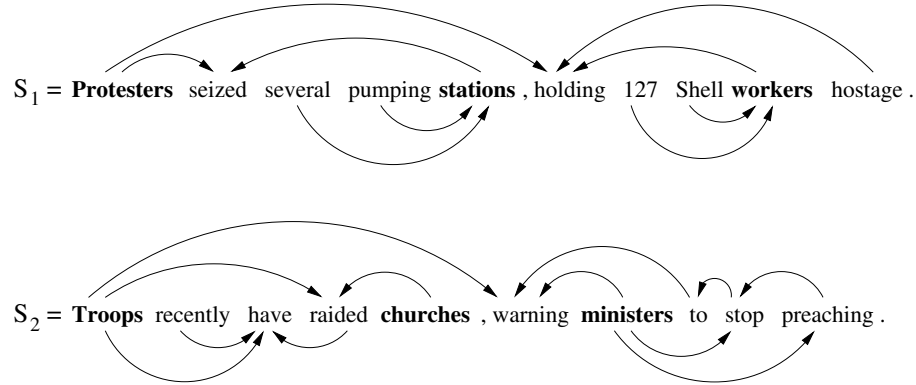 S1 = Protesters seized several pumping stations , holding 127 Shell workers hostage .
S2 = Troops recently have raided churches , warning ministers to stop preaching .